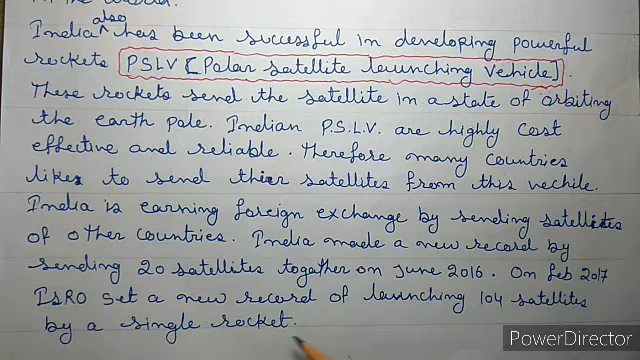 India also has been successful in developing powerful
rockets PSLV [Polar satellite launching Vehicle].
These rockets send the satellite in a state of orbiting
the earth pole. Indian P.S.L.V. are highly cost
effective and reliable. Therefore many countries
likes to send thier satellites from this vechile.
India is earning foreign exchange by sending satellites
of other countries. India made a new record by
sending 20 satellites togather on June 2016. On Feb 2017
ISRO set a new record of launching 104 satellites
by a single rocket.
PowerDirector